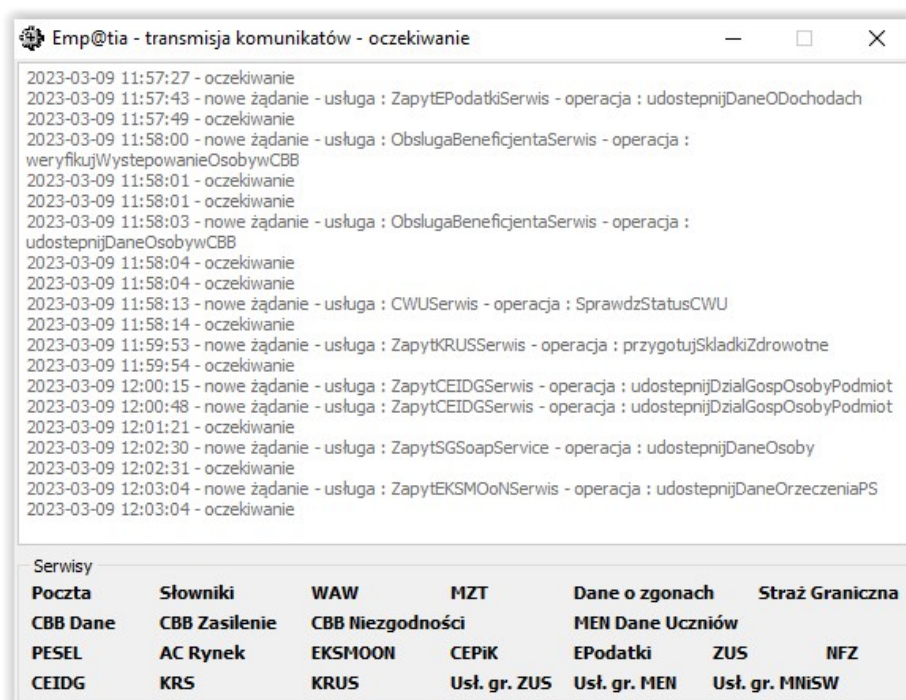 Emp@tia - transmisja komunikatów - oczekiwanie
2023-03-09 11:57:27 - oczekiwanie
2023-03-09 11:57:43 - nowe żądanie - usługa : ZapytEPodatkiSerwis - operacja : udostepnijDaneODochodach
2023-03-09 11:57:49 - oczekiwanie
2023-03-09 11:58:00 - nowe żądanie - usługa : ObslugaBeneficjentaSerwis - operacja :
weryfikujWystepowanieOsobywCBB
2023-03-09 11:58:01 - oczekiwanie
2023-03-09 11:58:01 - oczekiwanie
2023-03-09 11:58:03 - nowe żądanie - usługa : ObslugaBeneficjentaSerwis - operacja :
udostepnijDaneOsobywCBB
2023-03-09 11:58:04 - oczekiwanie
2023-03-09 11:58:04 - oczekiwanie
2023-03-09 11:58:13 - nowe żądanie - usługa : CWUSerwis - operacja : SprawdzStatusCWU
2023-03-09 11:58:14 - oczekiwanie
2023-03-09 11:59:53 - nowe żądanie - usługa : ZapytKRUSSerwis - operacja : przygotujSkladkiZdrowotne
2023-03-09 11:59:54 - oczekiwanie
2023-03-09 12:00:15 - nowe żądanie - usługa : ZapytCEIDGSerwis - operacja : udostepnijDzialGospOsobyPodmiot
2023-03-09 12:00:48 - nowe żądanie - usługa : ZapytCEIDGSerwis - operacja : udostepnijDzialGospOsobyPodmiot
2023-03-09 12:01:21 - oczekiwanie
2023-03-09 12:02:30 - nowe żądanie - usługa : ZapytSGSoapService - operacja : udostepnijDaneOsoby
2023-03-09 12:02:31 - oczekiwanie
2023-03-09 12:03:04 - nowe żądanie - usługa : ZapytEKSMOoNSerwis - operacja : udostepnijDaneOrzeczeniaPS
2023-03-09 12:03:04 - oczekiwanie
Serwisy
Poczta Słowniki WAW MZT Dane o zgonach Straż Graniczna
CBB Dane CBB Zasilenie CBB Niezgodności MEN Dane Uczniów
PESEL AC Rynek EKSMOON CEPiK EPodatki ZUS NFZ
CEIDG KRS KRUS Usł. gr. ZUS Usł. gr. MEN Usł. gr. MNiSW